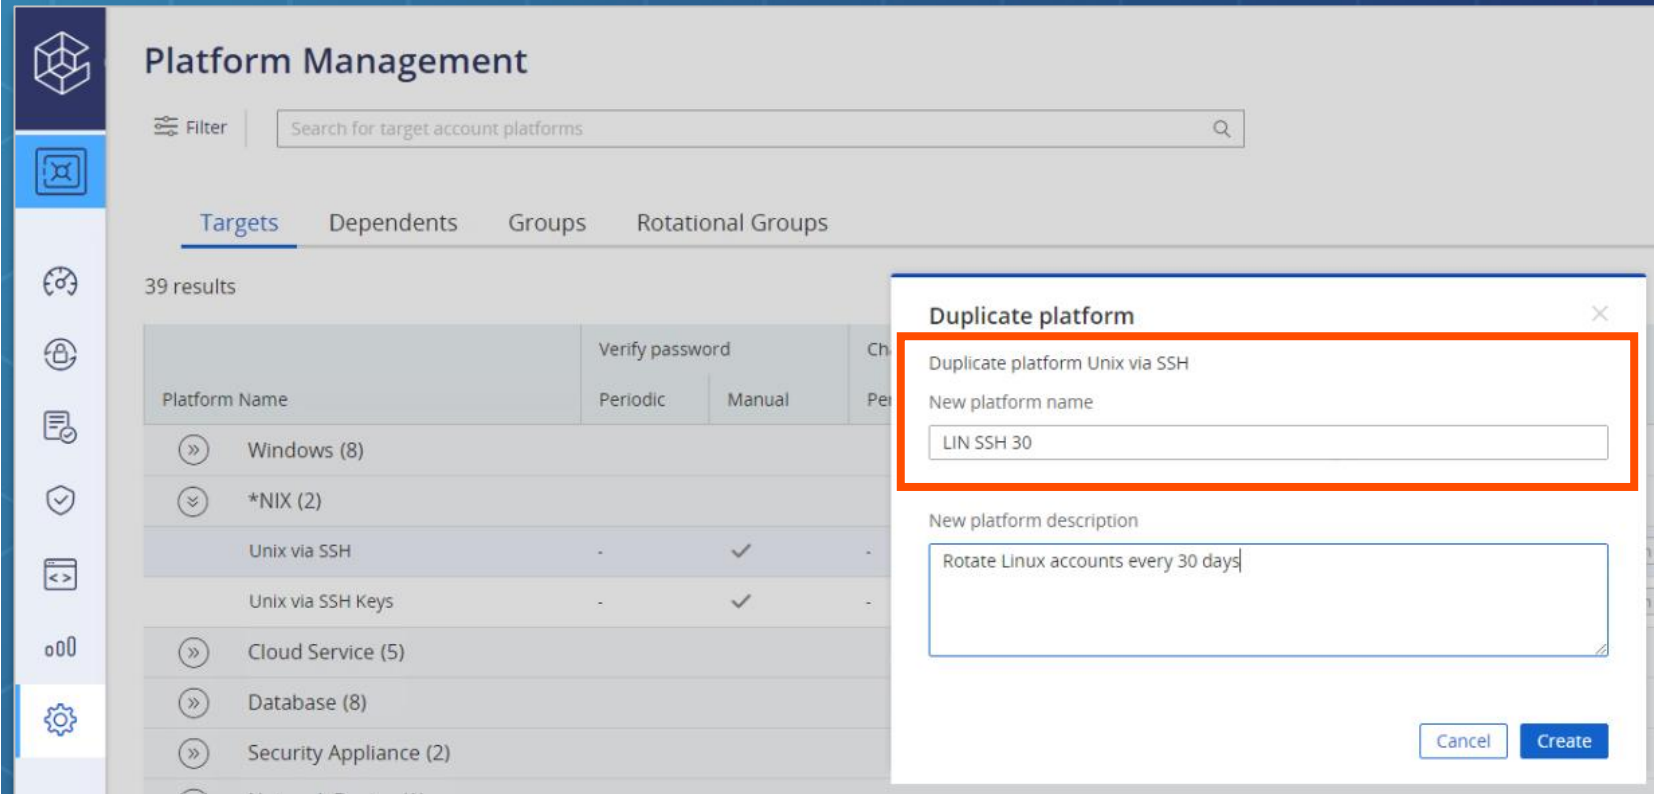 Platform Management
Filter
Search for target account platforms
Targets Dependents Groups Rotational Groups
39 results
Duplicate platform
Verify password
Duplicate platform Unix via SSH
Platform Name Periodic Manual
New platform name
LIN SSH 30
Windows (8)
*NIX (2)
New platform description
Unix via SSH - -
Rotate Linux accounts every 30 days
Unix via SSH Keys - -
Cloud Service (5)
Database (8)
Security Appliance (2)
Cancel Create